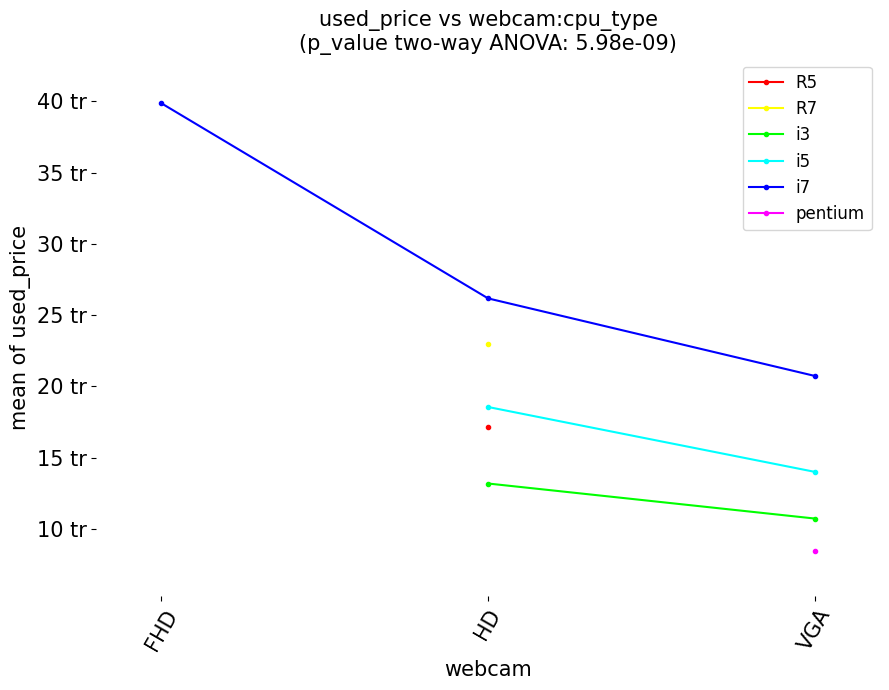 used_price vs webcam:cpu_type
(p_value two-way ANOVA: 5.98e-09)
R5
R7
i3
i5
i7
pentium
40 tr
35 tr
30 tr
25 tr
20 tr
15 tr
10 tr
mean of used_price
FHD
HD
VGA
webcam